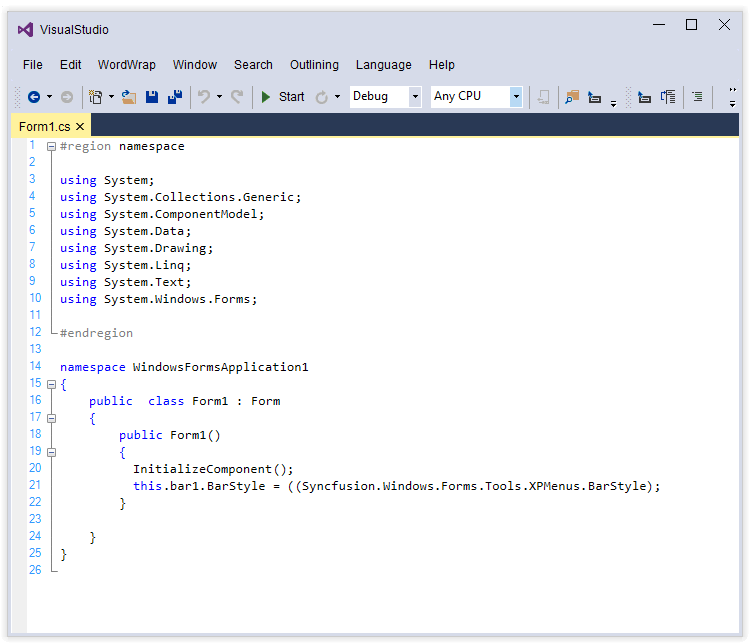 VisualStudio
File Edit WordWrap Window Search Outlining Language Help
Start Debug Any CPU
Form1.cs
1 #region namespace
2
3 using System;
4 using System.Collections.Generic;
5 using System.ComponentModel;
6 using System.Data;
7 using System.Drawing;
8 using System.Linq;
9 using System.Text;
10 using System.Windows.Forms;
11
12 #endregion
13
14 namespace WindowsFormsApplication1
15 {
16 public class Form1 : Form
17 {
18 public Form1()
19 {
20 InitializeComponent();
21 this.bar1.BarStyle = ((Syncfusion.Windows.Forms.Tools.XPMenus.BarStyle);
22 }
23
24 }
25 }
26